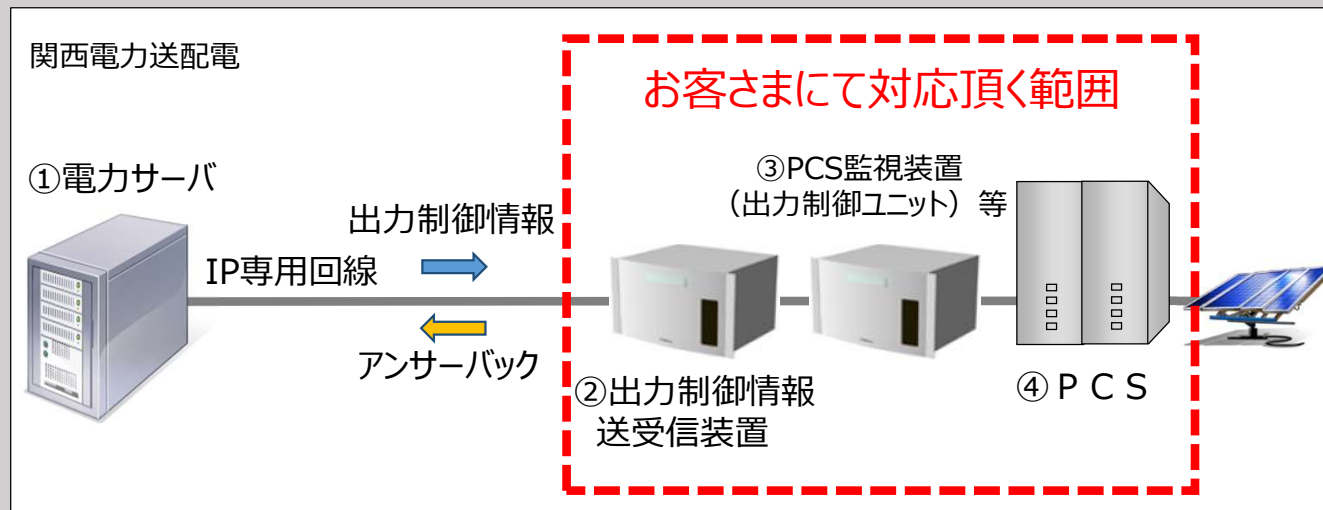 関西電力送配電
お客さまにて対応頂く範囲
①電力サーバ
出力制御情報
IP専用回線
アンサーバック
③PCS監視装置
（出力制御ユニット）等
②出力制御情報
送受信装置
④ＰＣＳ